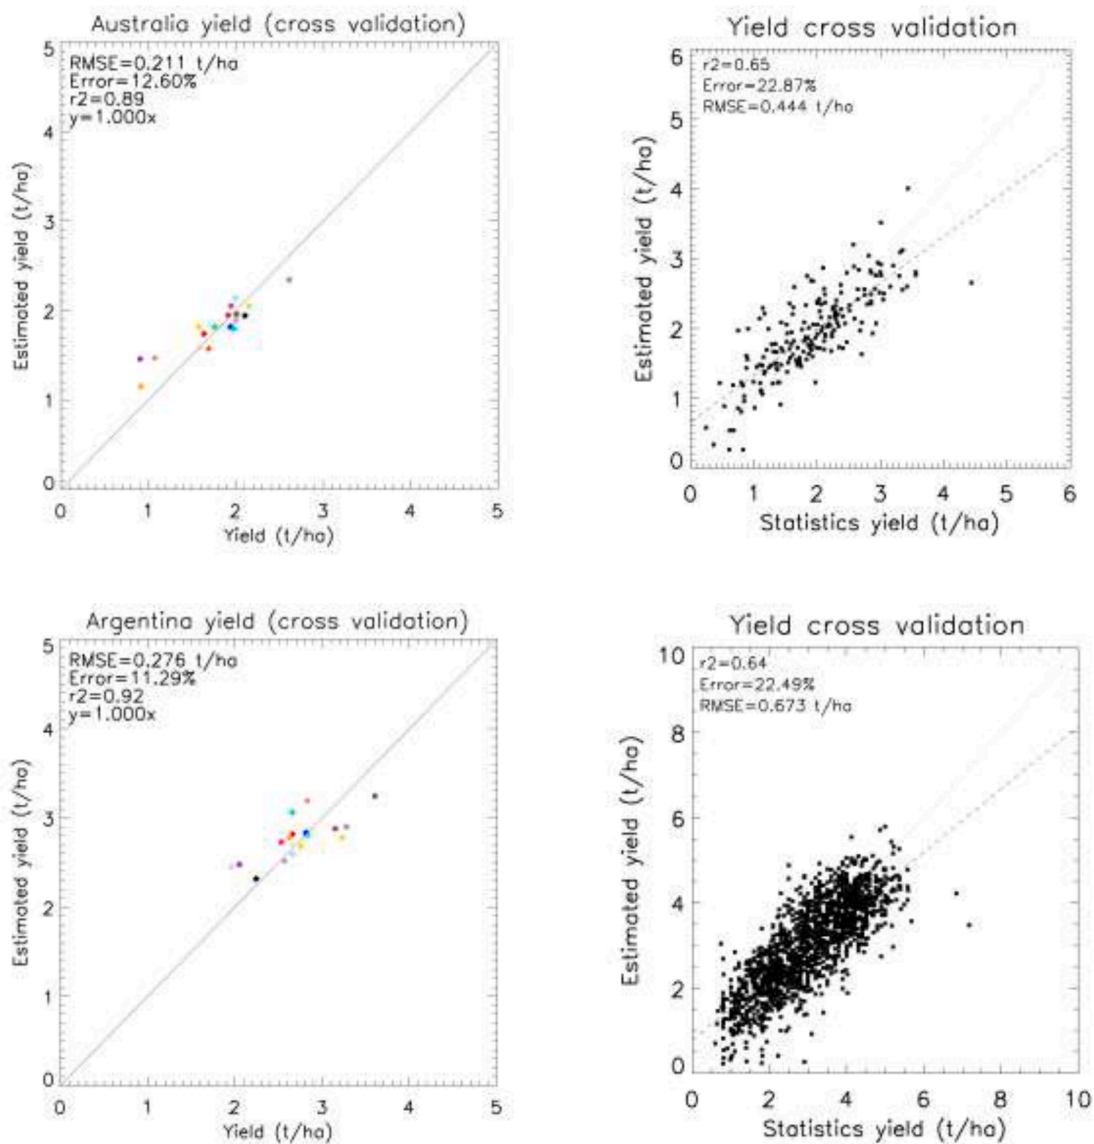 Australia yield (cross validation)
RMSE=0.211 t/ha
Error=12.60%
r2=0.89
y=1.000x
5
4
3
2
1
0
Estimated yield (t/ha)
0 1 2 3 4 5
Yield (t/ha)
Yield cross validation
r2=0.65
Error=22.87%
RMSE=0.444 t/ha
6
5
4
3
2
1
0
Estimated yield (t/ha)
0 1 2 3 4 5 6
Statistics yield (t/ha)
Argentina yield (cross validation)
RMSE=0.276 t/ha
Error=11.29%
r2=0.92
y=1.000x
5
4
3
2
1
0
Estimated yield (t/ha)
0 1 2 3 4 5
Yield (t/ha)
Yield cross validation
r2=0.64
Error=22.49%
RMSE=0.673 t/ha
10
8
6
4
2
0
Estimated yield (t/ha)
0 2 4 6 8 10
Statistics yield (t/ha)